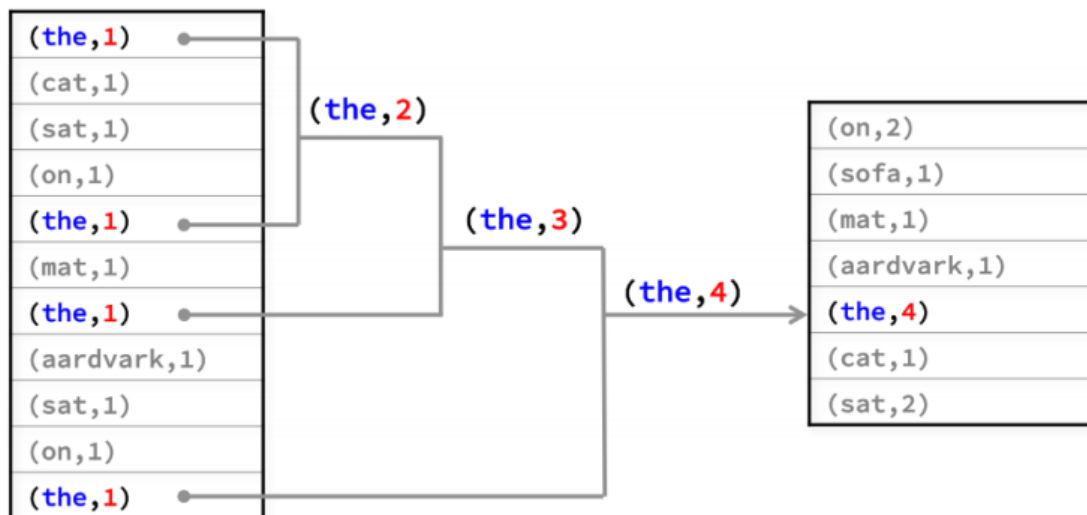 (the,1)
(cat,1)
(sat,1)
(on,1)
(the,1)
(mat,1)
(the,1)
(aardvark,1)
(sat,1)
(on,1)
(the,1)
(the,2)
(the,3)
(the,4)
(on,2)
(sofa,1)
(mat,1)
(aardvark,1)
(the,4)
(cat,1)
(sat,2)